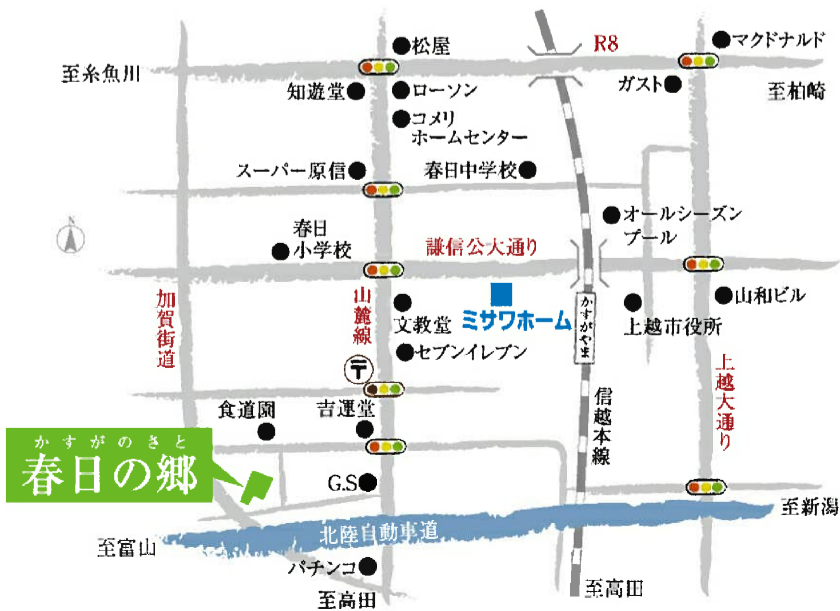 松屋
R8
マクドナルド
至糸魚川
知遊堂
ローソン
ガスト
至柏崎
コメリ
ホームセンター
スーパー原信
春日中学校
N
オールシーズン
プール
春日
小学校
謙信公大通り
加賀街道
山麓線
文教堂
ミサワホーム
かすがやま
上越市役所
山和ビル
セブンイレブン
〒
上越大通り
信越本線
食道園
吉運堂
かすがのさと
春日の郷
G.S
至新潟
北陸自動車道
至富山
パチンコ
至高田
至高田